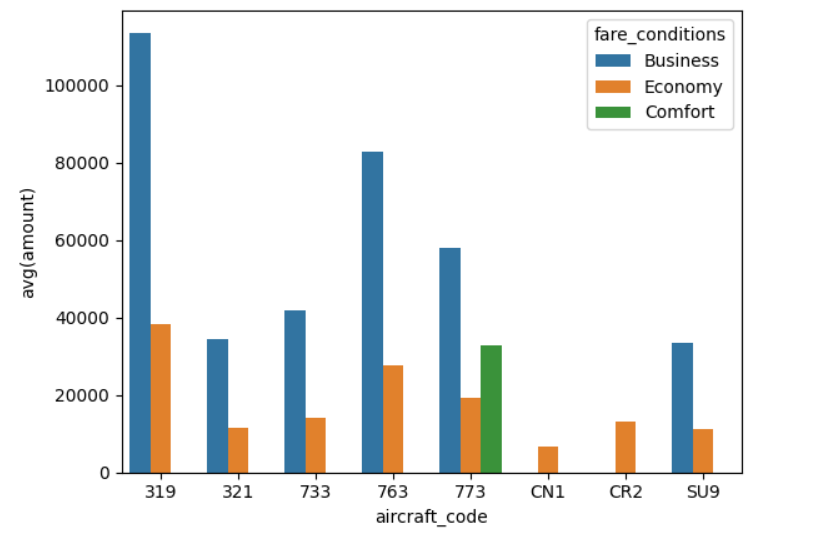 fare_conditions
Business
Economy
Comfort
100000
80000
60000
40000
20000
0
avg(amount)
319 321 733 763 773 CN1 CR2 SU9
aircraft_code